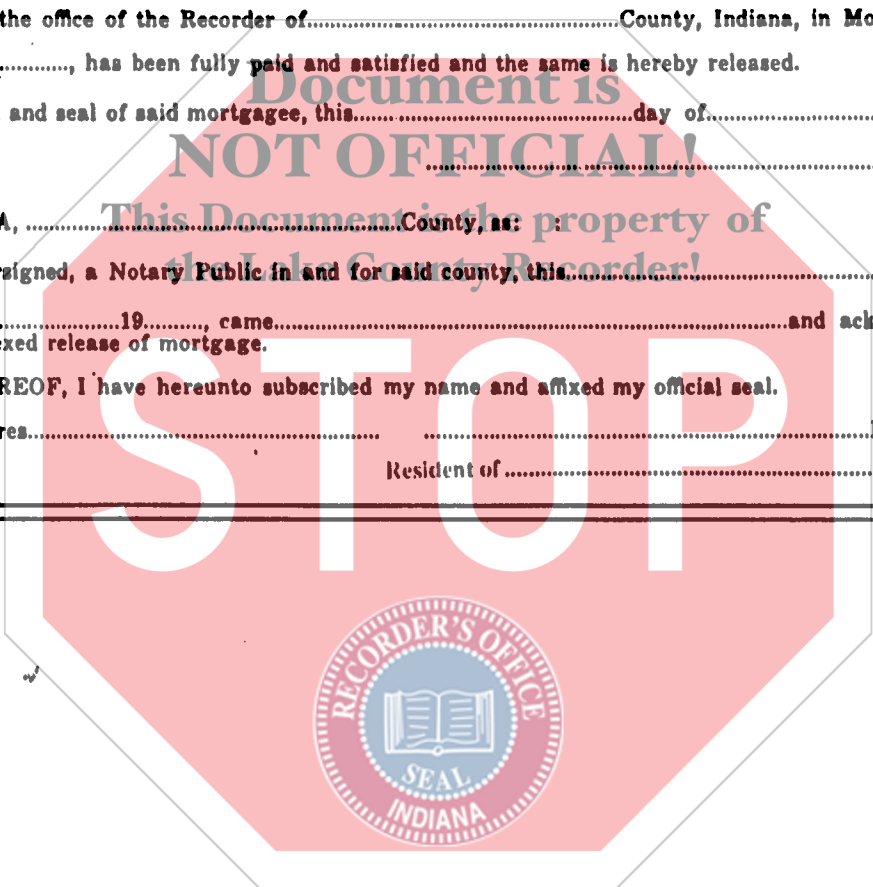 the office of the Recorder of............County, Indiana, in Mo
............, has been fully paid and satisfied and the same is hereby released.
Document is
and seal of said mortgagee, this............day of............
NOT OFFICIAL!
This Document is the property of
A, ............County, ss: :
the Lake County Recorder!
rsigned, a Notary Public in and for said county, this............
............19........, came............and ack
exed release of mortgage.
REOF, I have hereunto subscribed my name and affixed my official seal.
res............
Resident of............
STOP
RECORDER'S OFFICE
SEAL
INDIANA